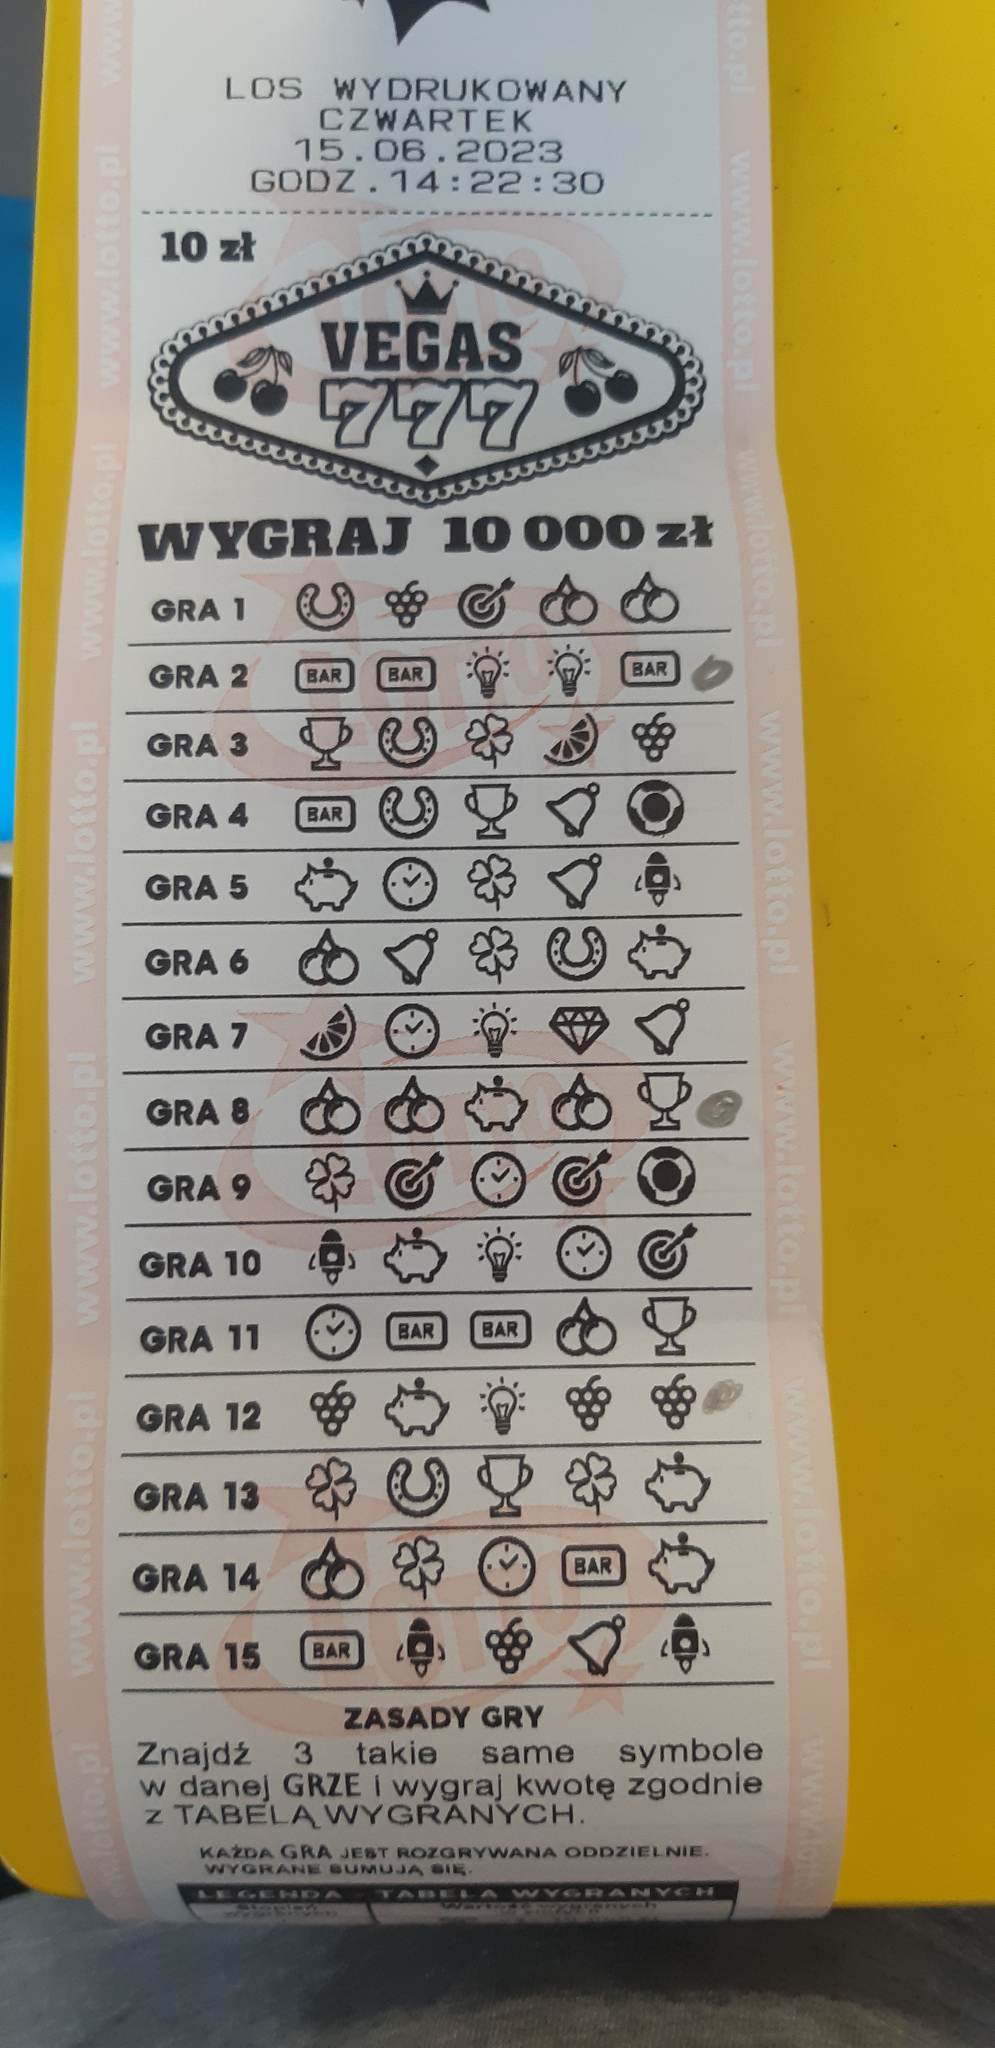 LOS WYDRUKOWANY
CZWARTEK
15.06.2023
GODZ.14:22:30
10 zł
VEGAS
777
WYGRAJ 10 000 zł
GRA 1
GRA 2 BAR BAR BAR
GRA 3
GRA 4 BAR
GRA 5
GRA 6
GRA 7
GRA 8
GRA 9
GRA 10
GRA 11 BAR BAR
GRA 12
GRA 13
GRA 14 BAR
GRA 15 BAR
ZASADY GRY
Znajdź 3 takie same symbole
w danej GRZE i wygraj kwotę zgodnie
z TABELĄ WYGRANYCH.
KAŻDA GRA JEST ROZGRYWANA ODDZIELNIE.
WYGRANE SUMUJĄ SIĘ.
LEGENDA - TABELA WYGRANYCH
Stopień Wartość wygranych
www.lotto.pl